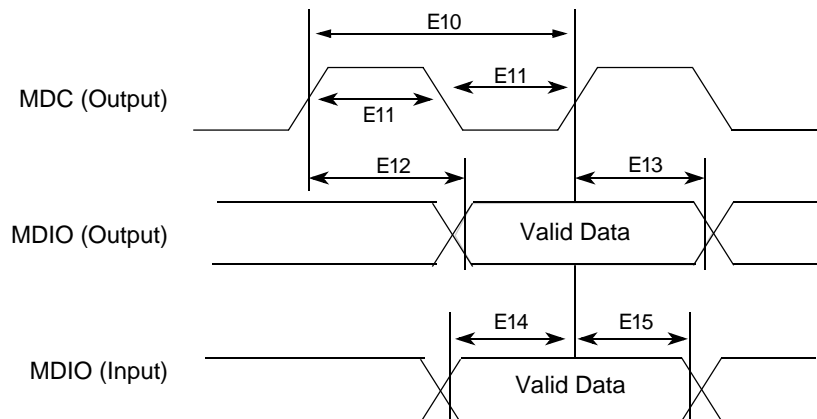 E10
MDC (Output)
E11
E11
E12
E13
MDIO (Output)
Valid Data
E14
E15
MDIO (Input)
Valid Data